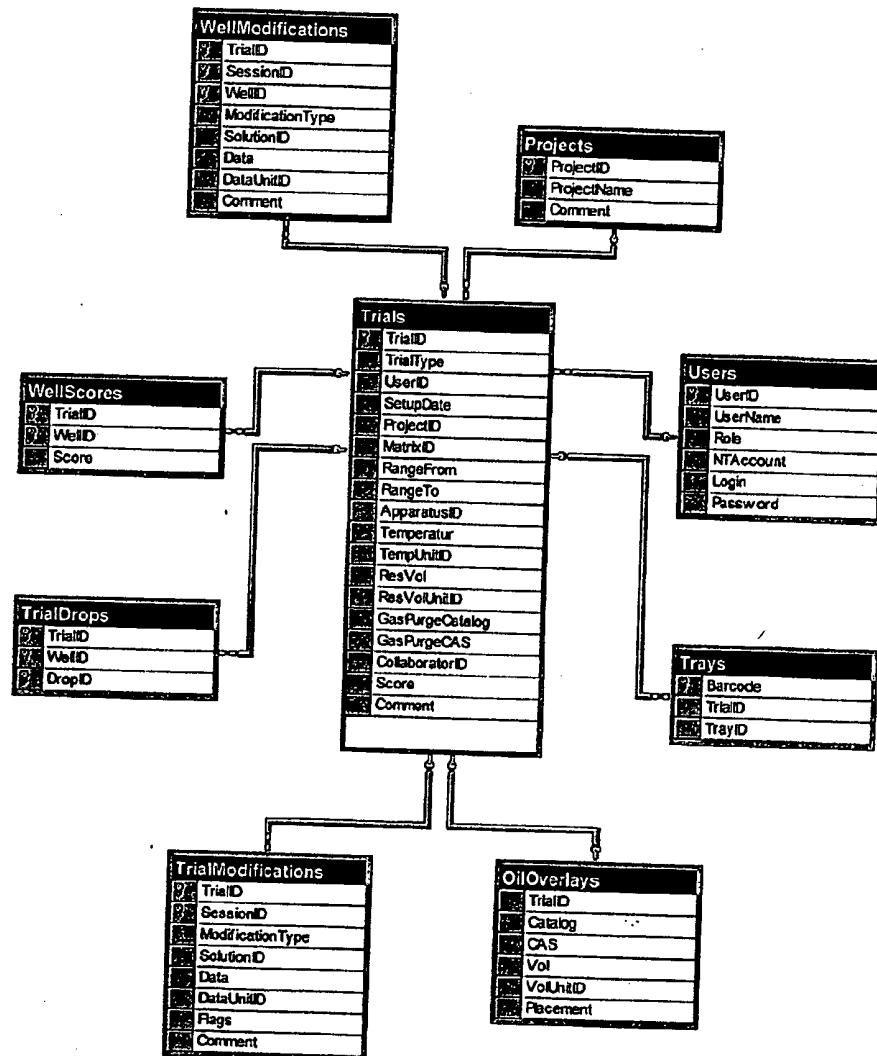 WellModifications
TrialID
SessionID
WellID
ModificationType
SolutionID
Data
DataUnitID
Comment
Projects
ProjectID
ProjectName
Comment
Trials
TrialID
TrialType
UserID
SetupDate
ProjectID
MatrixID
RangeFrom
RangeTo
ApparatusID
Temperatur
TempUnitID
ResVol
ResVolUnitID
GasPurgeCatalog
GasPurgeCAS
CollaboratorID
Score
Comment
WellScores
TrialID
WellID
Score
Users
UserID
UserName
Role
NTAccount
Login
Password
TrialDrops
TrialID
WellID
DropID
Trays
Barcode
TrialID
TrayID
TrialModifications
TrialID
SessionID
ModificationType
SolutionID
Data
DataUnitID
Flags
Comment
OilOverlays
TrialID
Catalog
CAS
Vol
VolUnitID
Placement